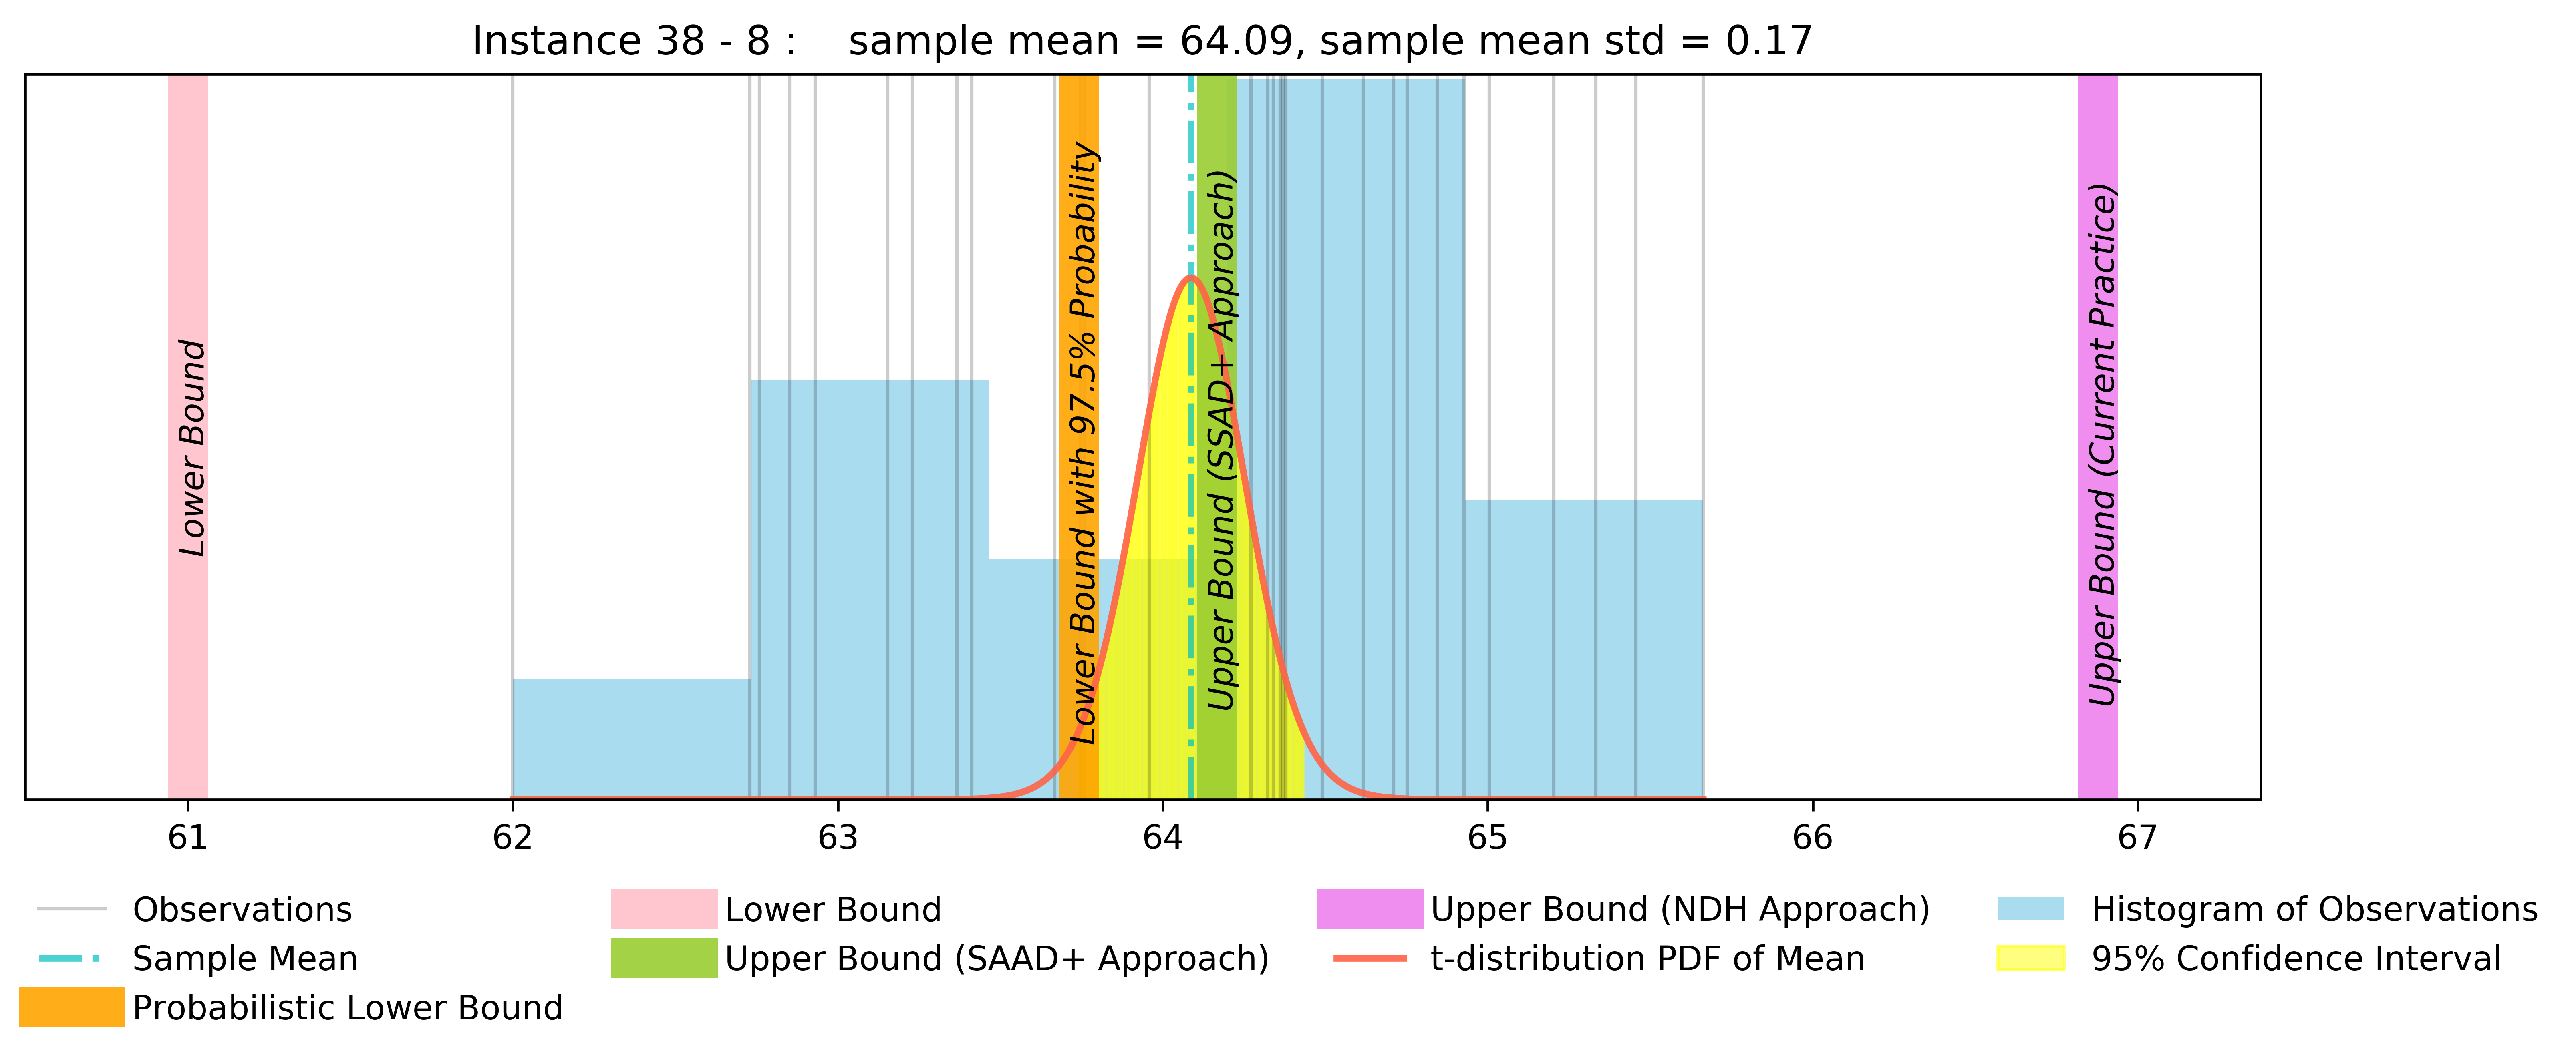 Instance 38 - 8 :    sample mean = 64.09, sample mean std = 0.17
Lower Bound
Lower Bound with 97.5% Probability
Upper Bound (SSAD+ Approach)
Upper Bound (Current Practice)
61 62 63 64 65 66 67
Observations
Sample Mean
Probabilistic Lower Bound
Lower Bound
Upper Bound (SAAD+ Approach)
Upper Bound (NDH Approach)
t-distribution PDF of Mean
Histogram of Observations
95% Confidence Interval